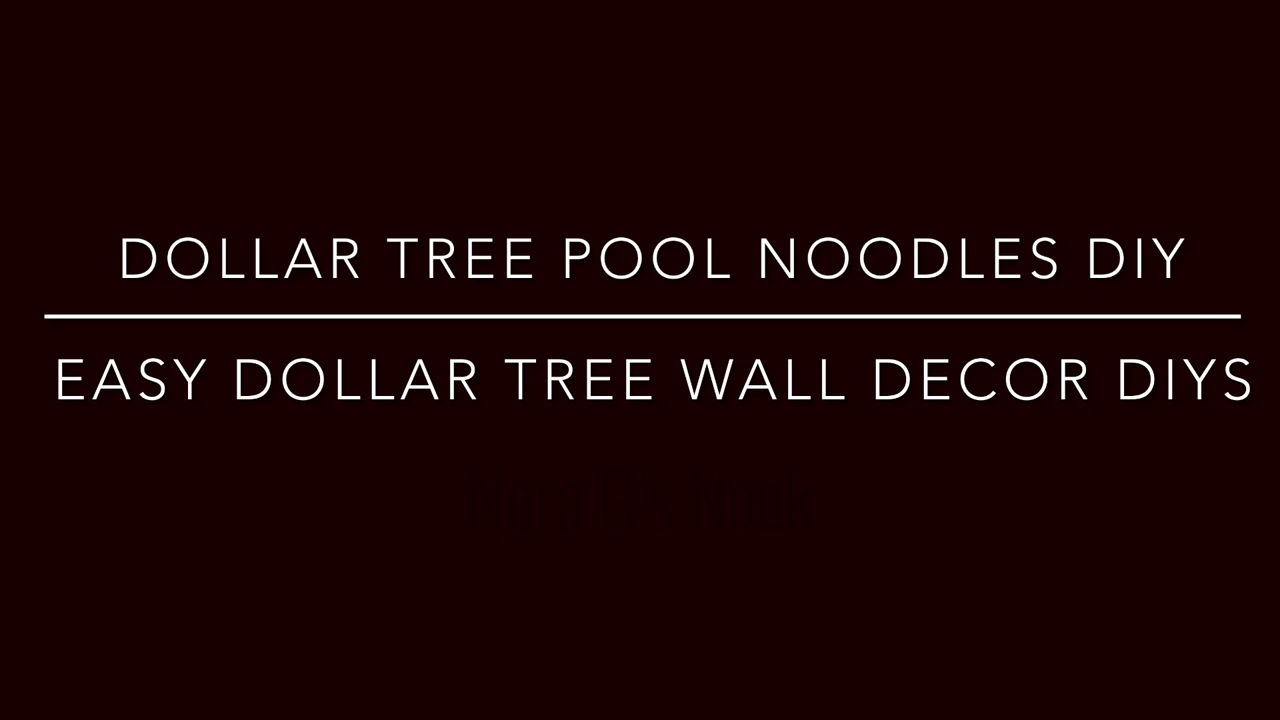 DOLLAR TREE POOL NOODLES DIY
EASY DOLLAR TREE WALL DECOR DIYS